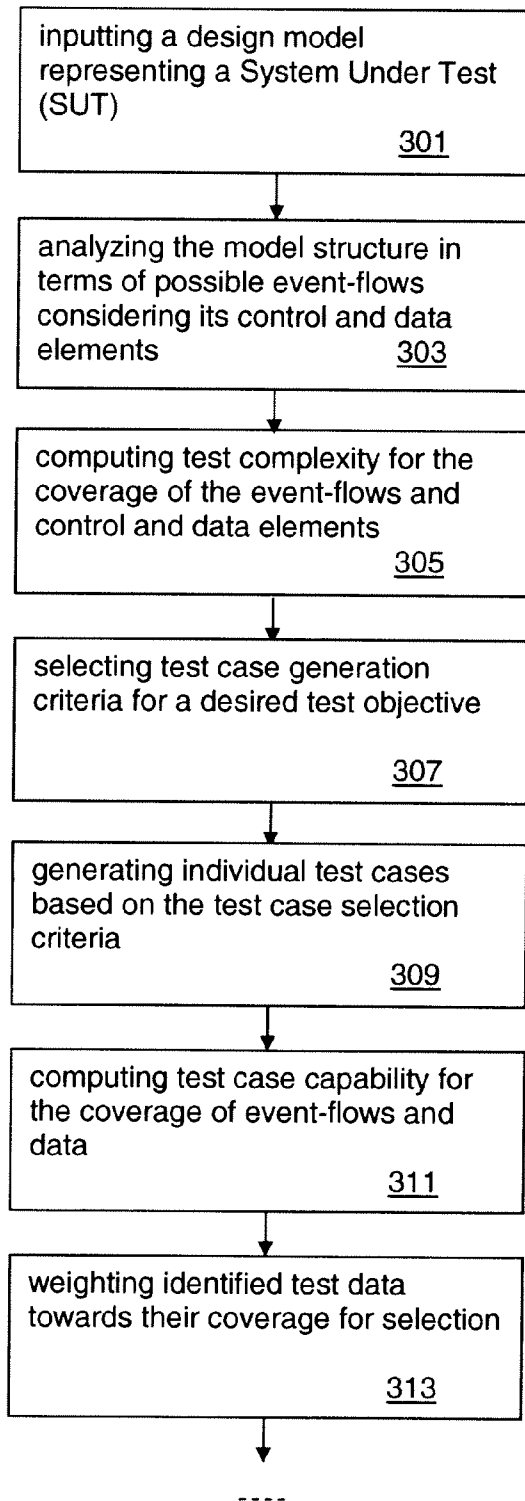 inputting a design model
representing a System Under Test
(SUT)
301
analyzing the model structure in
terms of possible event-flows
considering its control and data
elements 303
computing test complexity for the
coverage of the event-flows and
control and data elements
305
selecting test case generation
criteria for a desired test objective
307
generating individual test cases
based on the test case selection
criteria
309
computing test case capability for
the coverage of event-flows and
data
311
weighting identified test data
towards their coverage for selection
313
----